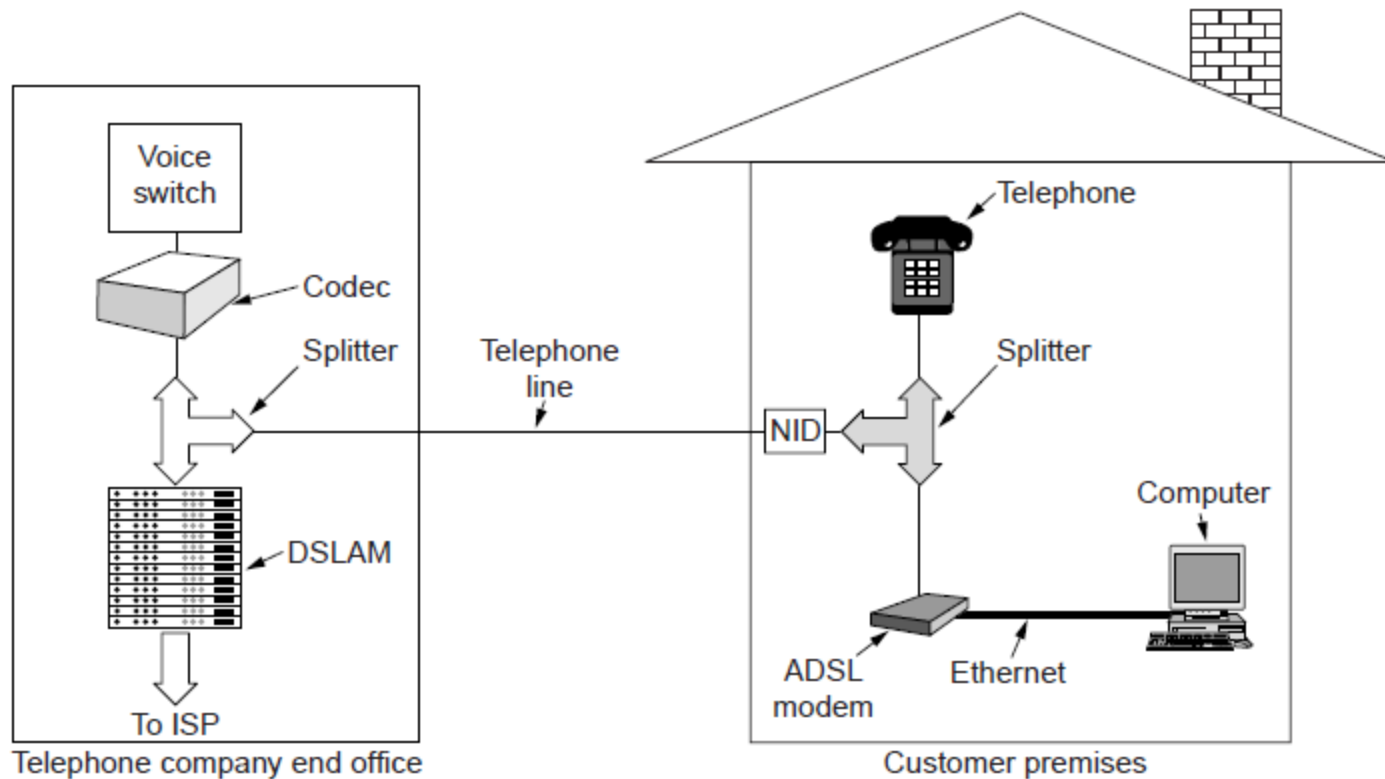 Voice
switch
Codec
Splitter
DSLAM
To ISP
Telephone company end office
Telephone
line
NID
Telephone
Splitter
Computer
ADSL
modem
Ethernet
Customer premises